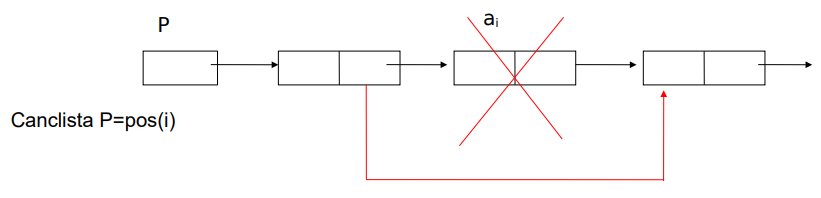 P
aᵢ
Canclista P=pos(i)